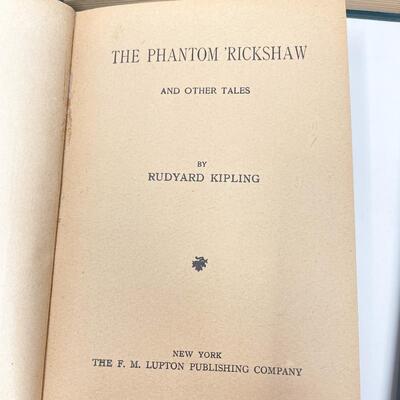 THE PHANTOM 'RICKSHAW
AND OTHER TALES
BY
RUDYARD KIPLING
NEW YORK
THE F. M. LUPTON PUBLISHING COMPANY